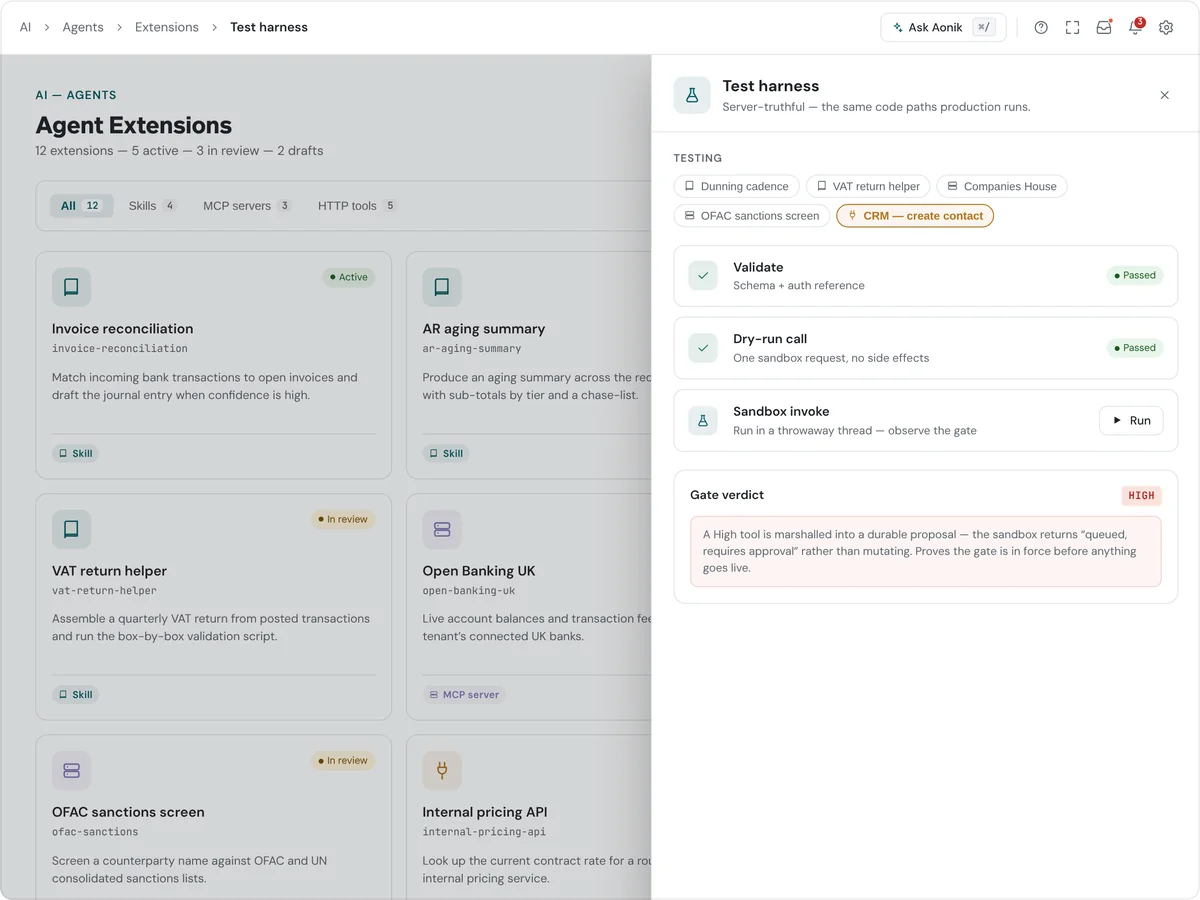 AI > Agents > Extensions > Test harness
Ask Aonik ⌘/
3
AI — AGENTS
Agent Extensions
12 extensions — 5 active — 3 in review — 2 drafts
All 12 Skills 4 MCP servers 3 HTTP tools 5
Active
Invoice reconciliation
invoice-reconciliation
Match incoming bank transactions to open invoices and
draft the journal entry when confidence is high.
Skill
AR aging summary
ar-aging-summary
Produce an aging summary across the rec
with sub-totals by tier and a chase-list.
Skill
In review
VAT return helper
vat-return-helper
Assemble a quarterly VAT return from posted transactions
and run the box-by-box validation script.
Skill
Open Banking UK
open-banking-uk
Live account balances and transaction fee
tenant's connected UK banks.
MCP server
In review
OFAC sanctions screen
ofac-sanctions
Screen a counterparty name against OFAC and UN
consolidated sanctions lists.
Internal pricing API
internal-pricing-api
Look up the current contract rate for a rou
internal pricing service.
Test harness
Server-truthful — the same code paths production runs.
TESTING
Dunning cadence VAT return helper Companies House
OFAC sanctions screen CRM — create contact
Validate
Schema + auth reference
Passed
Dry-run call
One sandbox request, no side effects
Passed
Sandbox invoke
Run in a throwaway thread — observe the gate
Run
Gate verdict
HIGH
A High tool is marshalled into a durable proposal — the sandbox returns “queued,
requires approval” rather than mutating. Proves the gate is in force before anything
goes live.